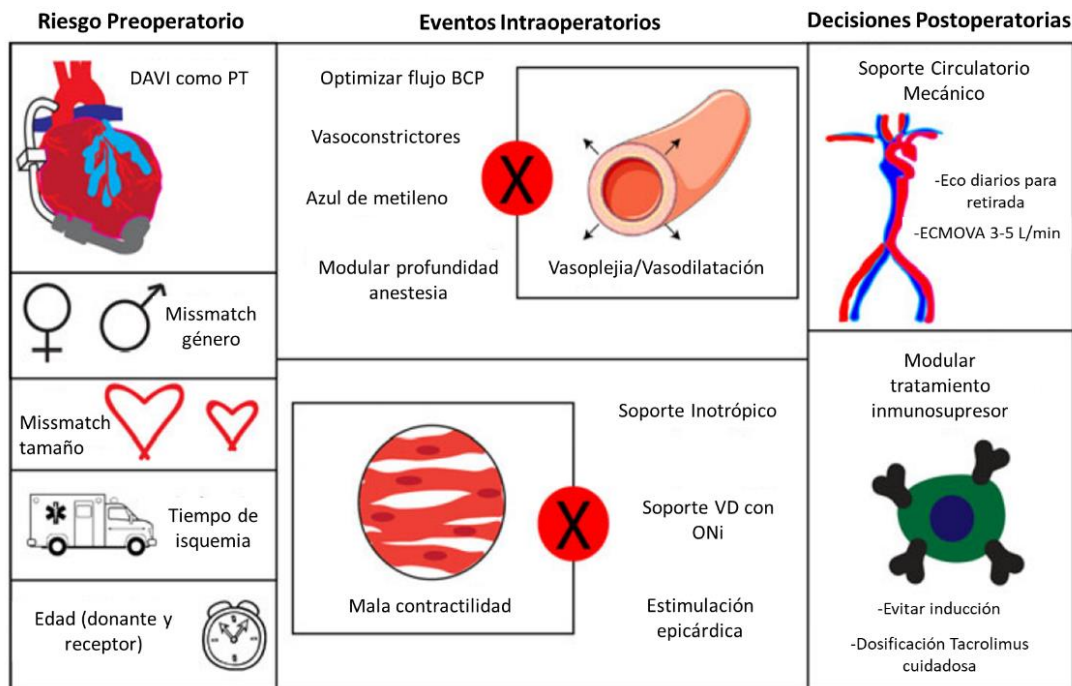 Riesgo Preoperatorio
DAVI como PT
Missmatch
género
Missmatch
tamaño
Tiempo de
isquemia
Edad (donante y
receptor)
Eventos Intraoperatorios
Optimizar flujo BCP
Vasoconstrictores
Azul de metileno
Modular profundidad
anestesia
X
Vasoplejia/Vasodilatación
Mala contractilidad
X
Soporte Inotrópico
Soporte VD con
ONi
Estimulación
epicárdica
Decisiones Postoperatorias
Soporte Circulatorio
Mecánico
-Eco diarios para
retirada
-ECMOVA 3-5 L/min
Modular
tratamiento
inmunosupresor
-Evitar inducción
-Dosificación Tacrolimus
cuidadosa